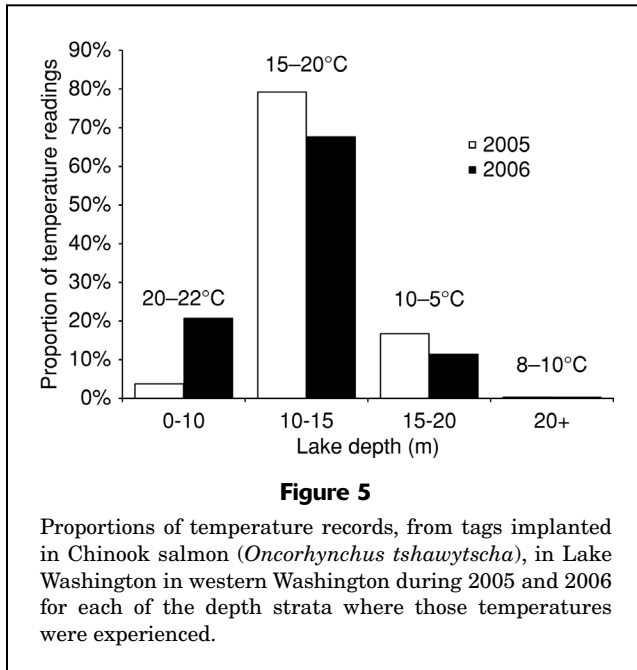 90%
80%
70%
60%
50%
40%
30%
20%
10%
0%
Proportion of temperature readings
15–20°C
2005
2006
20–22°C
10–5°C
8–10°C
0-10
10-15
15-20
20+
Lake depth (m)
Figure 5
Proportions of temperature records, from tags implanted
in Chinook salmon (Oncorhynchus tshawytscha), in Lake
Washington in western Washington during 2005 and 2006
for each of the depth strata where those temperatures
were experienced.